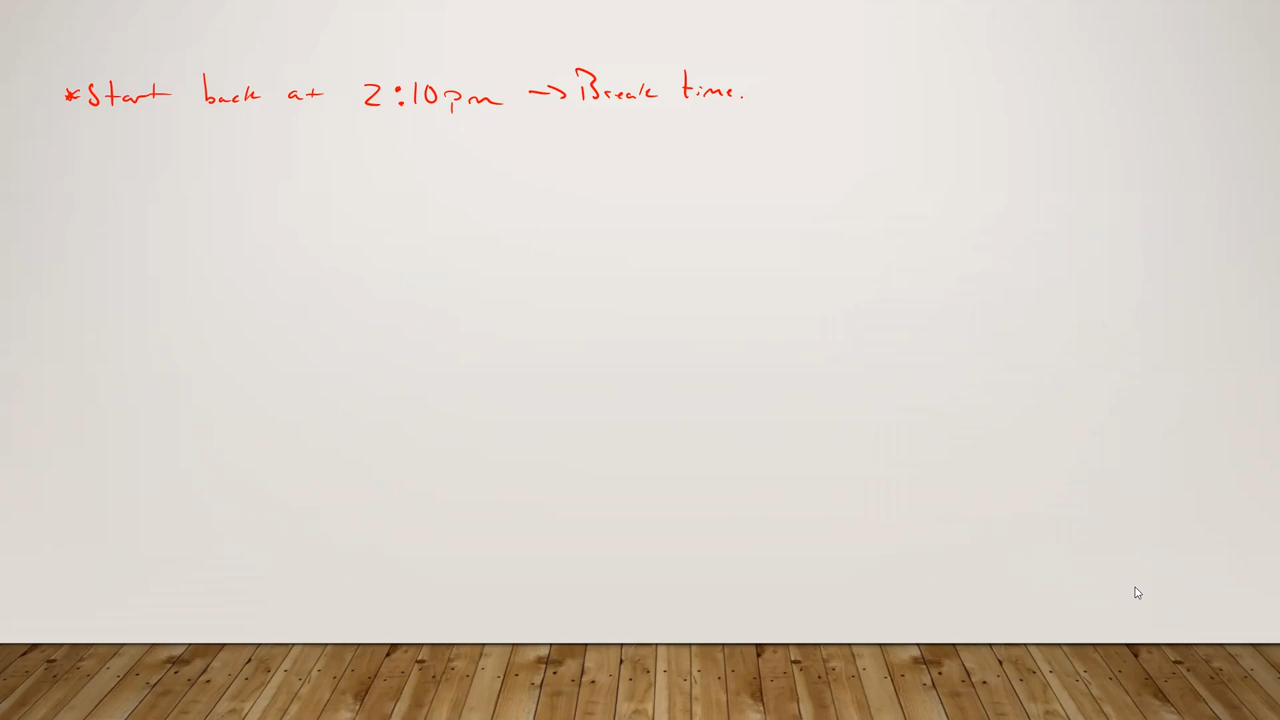 *Start back at 2:10pm → Break time.